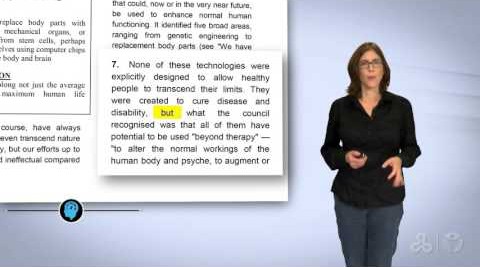 replace body parts with
mechanical organs, or
from stem cells, perhaps
selves using computer chips
e body and brain
ON
olong not just the average
maximum human life
course, have always
even transcend nature
y, but our efforts up to
d ineffectual compared
that could, now or in the very near future,
be used to enhance normal human
functioning. It identified five broad areas,
ranging from genetic engineering to
replacement body parts (see "We have
7. None of these technologies were
explicitly designed to allow healthy
people to transcend their limits. They
were created to cure disease and
disability, but what the council
recognised was that all of them have
potential to be used "beyond therapy" —
"to alter the normal workings of the
human body and psyche, to augment or